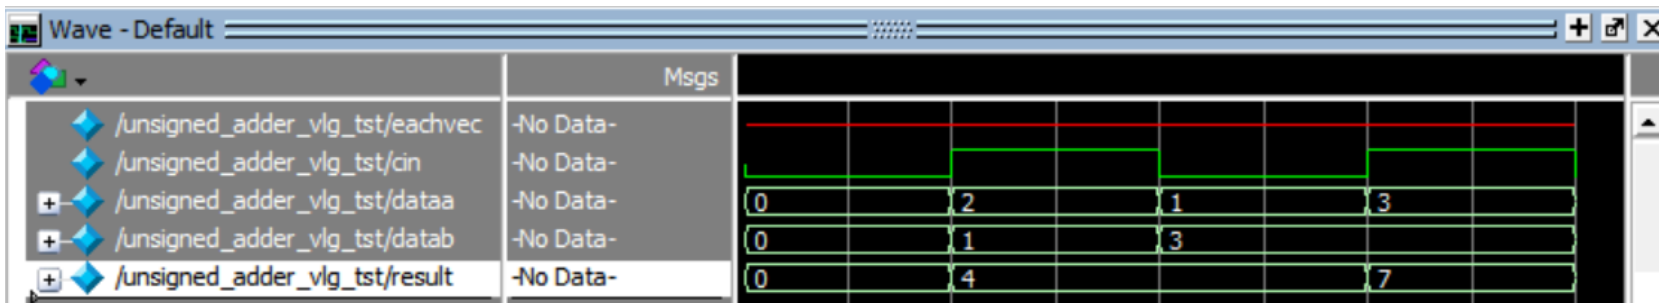 Wave - Default
Msgs
/unsigned_adder_vlg_tst/eachvec -No Data-
/unsigned_adder_vlg_tst/cin -No Data-
/unsigned_adder_vlg_tst/dataa -No Data- 0 2 1 3
/unsigned_adder_vlg_tst/datab -No Data- 0 1 3
/unsigned_adder_vlg_tst/result -No Data- 0 4 7